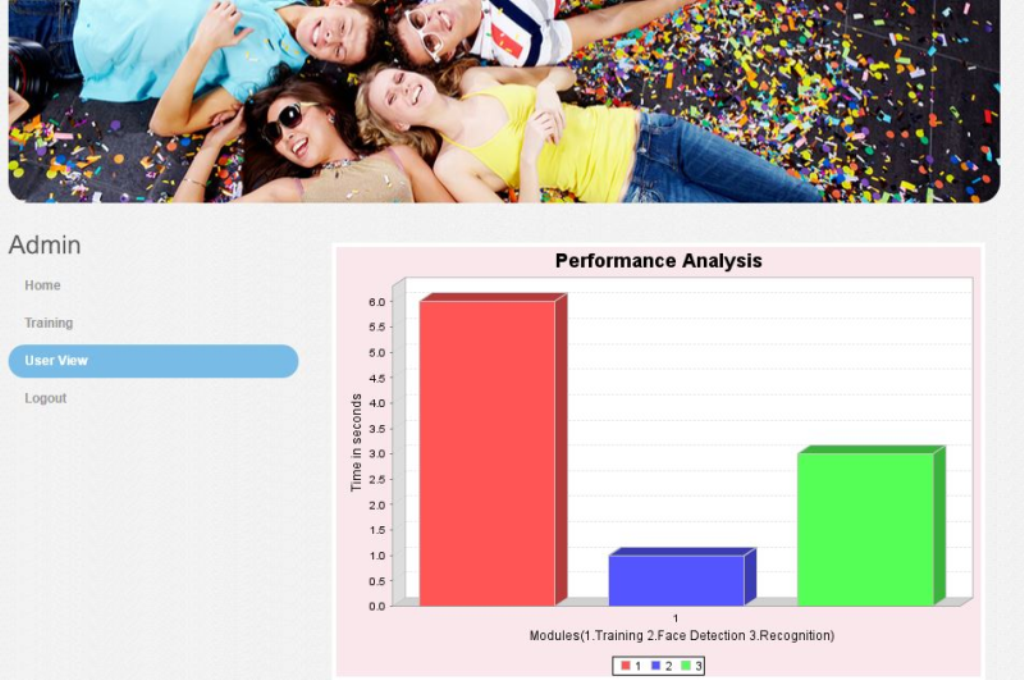 Admin
Home
Training
User View
Logout
Performance Analysis
6.0
5.5
5.0
4.5
4.0
3.5
3.0
2.5
2.0
1.5
1.0
0.5
0.0
Time in seconds
1
Modules(1.Training 2.Face Detection 3.Recognition)
1 2 3